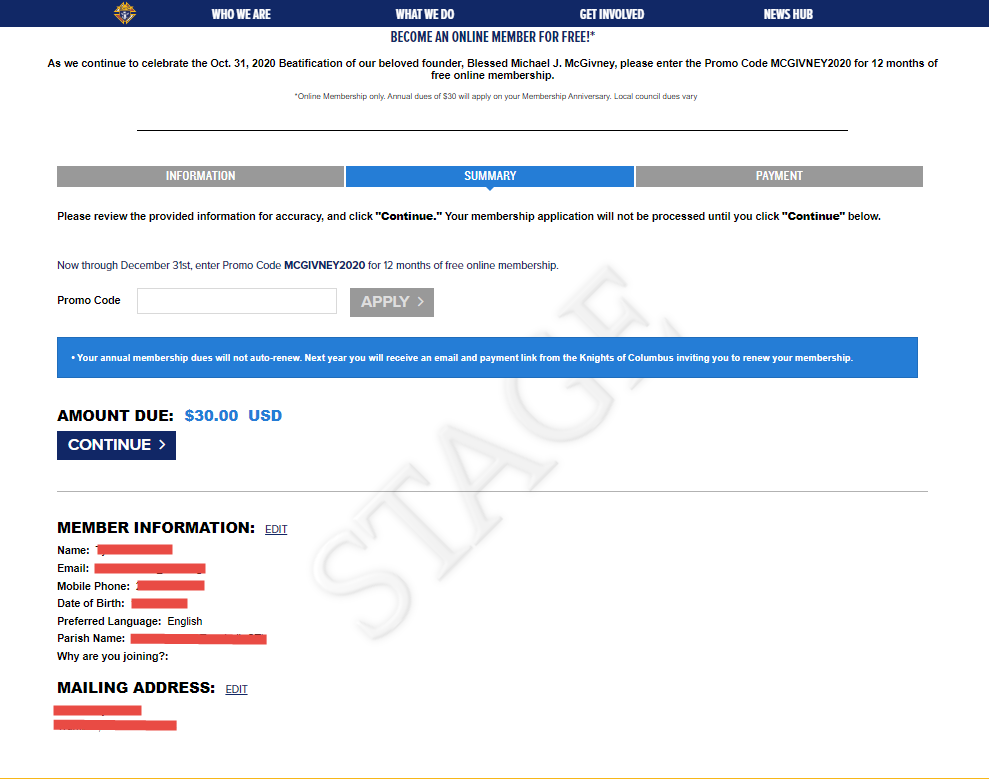 WHO WE ARE WHAT WE DO GET INVOLVED NEWS HUB
BECOME AN ONLINE MEMBER FOR FREE!*
As we continue to celebrate the Oct. 31, 2020 Beatification of our beloved founder, Blessed Michael J. McGivney, please enter the Promo Code MCGIVNEY2020 for 12 months of
free online membership.
*Online Membership only. Annual dues of $30 will apply on your Membership Anniversary. Local council dues vary
INFORMATION SUMMARY PAYMENT
Please review the provided information for accuracy, and click "Continue." Your membership application will not be processed until you click "Continue" below.
Now through December 31st, enter Promo Code MCGIVNEY2020 for 12 months of free online membership.
Promo Code APPLY >
• Your annual membership dues will not auto-renew. Next year you will receive an email and payment link from the Knights of Columbus inviting you to renew your membership.
AMOUNT DUE: $30.00 USD
CONTINUE >
STAGE
MEMBER INFORMATION: EDIT
Name:
Email:
Mobile Phone:
Date of Birth:
Preferred Language: English
Parish Name:
Why are you joining?:
MAILING ADDRESS: EDIT